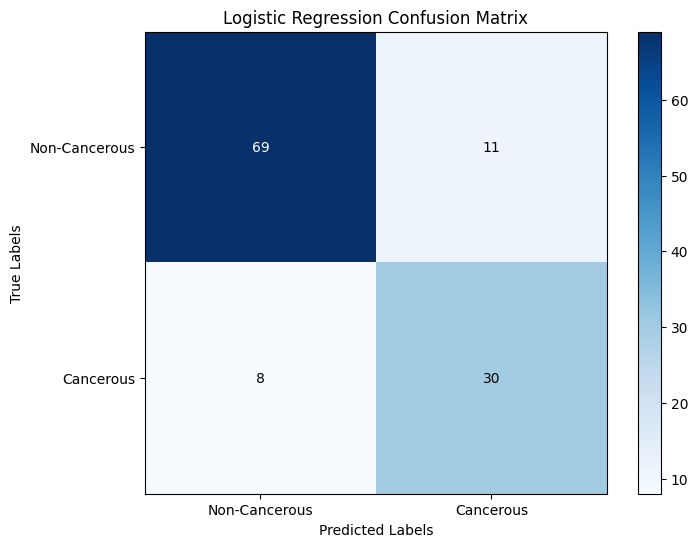 Logistic Regression Confusion Matrix
Non-Cancerous
69
11
60
50
40
True Labels
30
Cancerous
8
30
20
10
Non-Cancerous
Cancerous
Predicted Labels